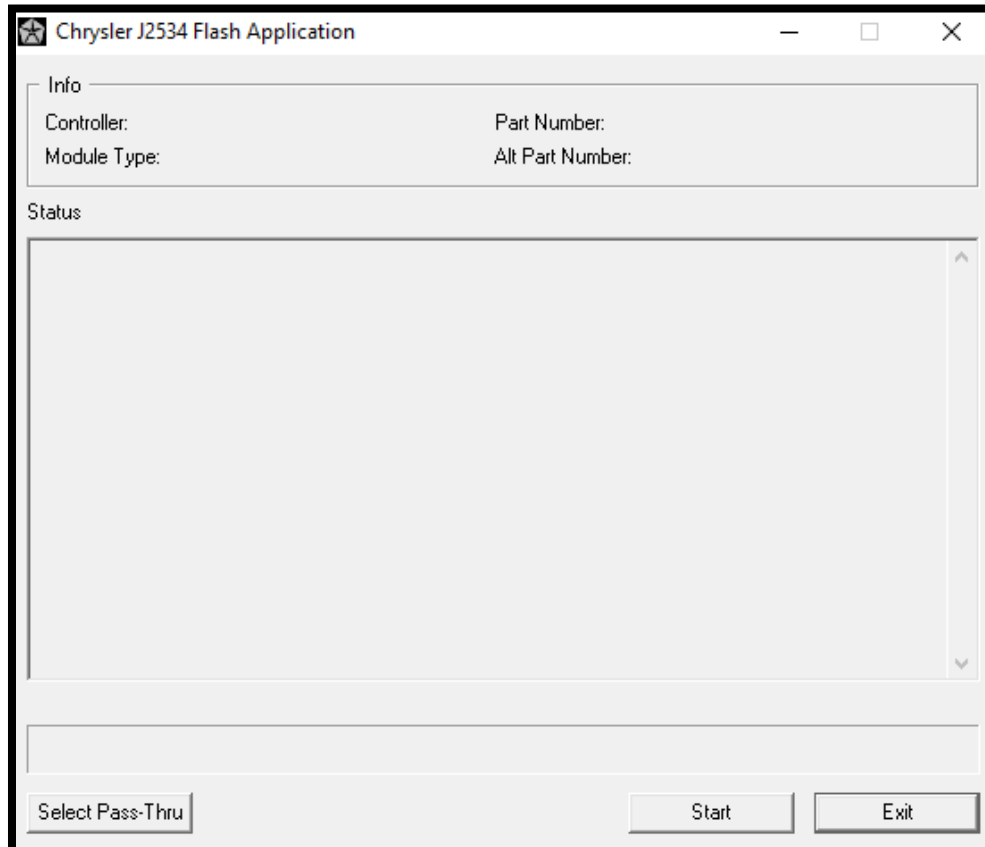 Chrysler J2534 Flash Application
Info
Controller: Part Number:
Module Type: Alt Part Number:
Status
Select Pass-Thru Start Exit